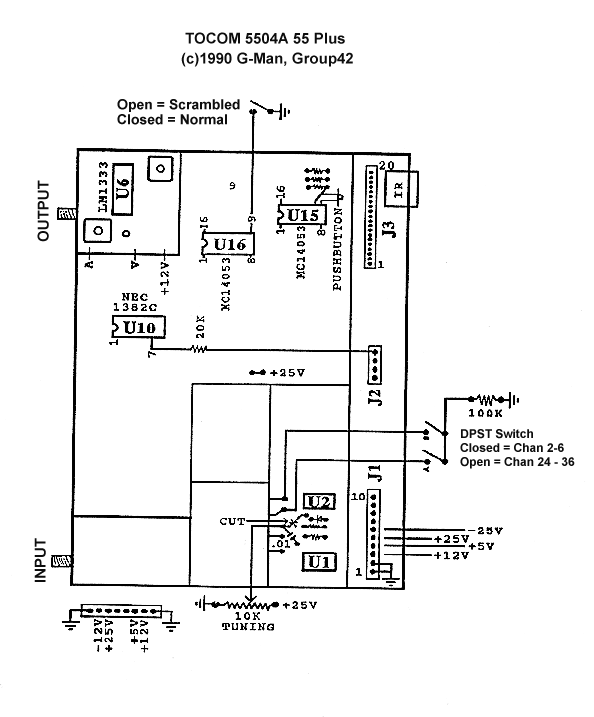 TOCOM 5504A 55 Plus
(c)1990 G-Man, Group42
Open = Scrambled
Closed = Normal
OUTPUT
LM1333
U6
A
V
+12V
9
16
9
U16
1
8
MC14053
16
U15
1
8
MC14053
PUSHBUTTON
20
IR
J3
1
NEC
1382C
U10
1
7
20K
+25V
J2
100K
DPST Switch
Closed = Chan 2-6
Open = Chan 24 - 36
B
A
J1
10
1
-25V
+25V
+5V
+12V
U2
CUT
.01
U1
INPUT
-12V
+25V
+5V
+12V
10K
TUNING
+25V